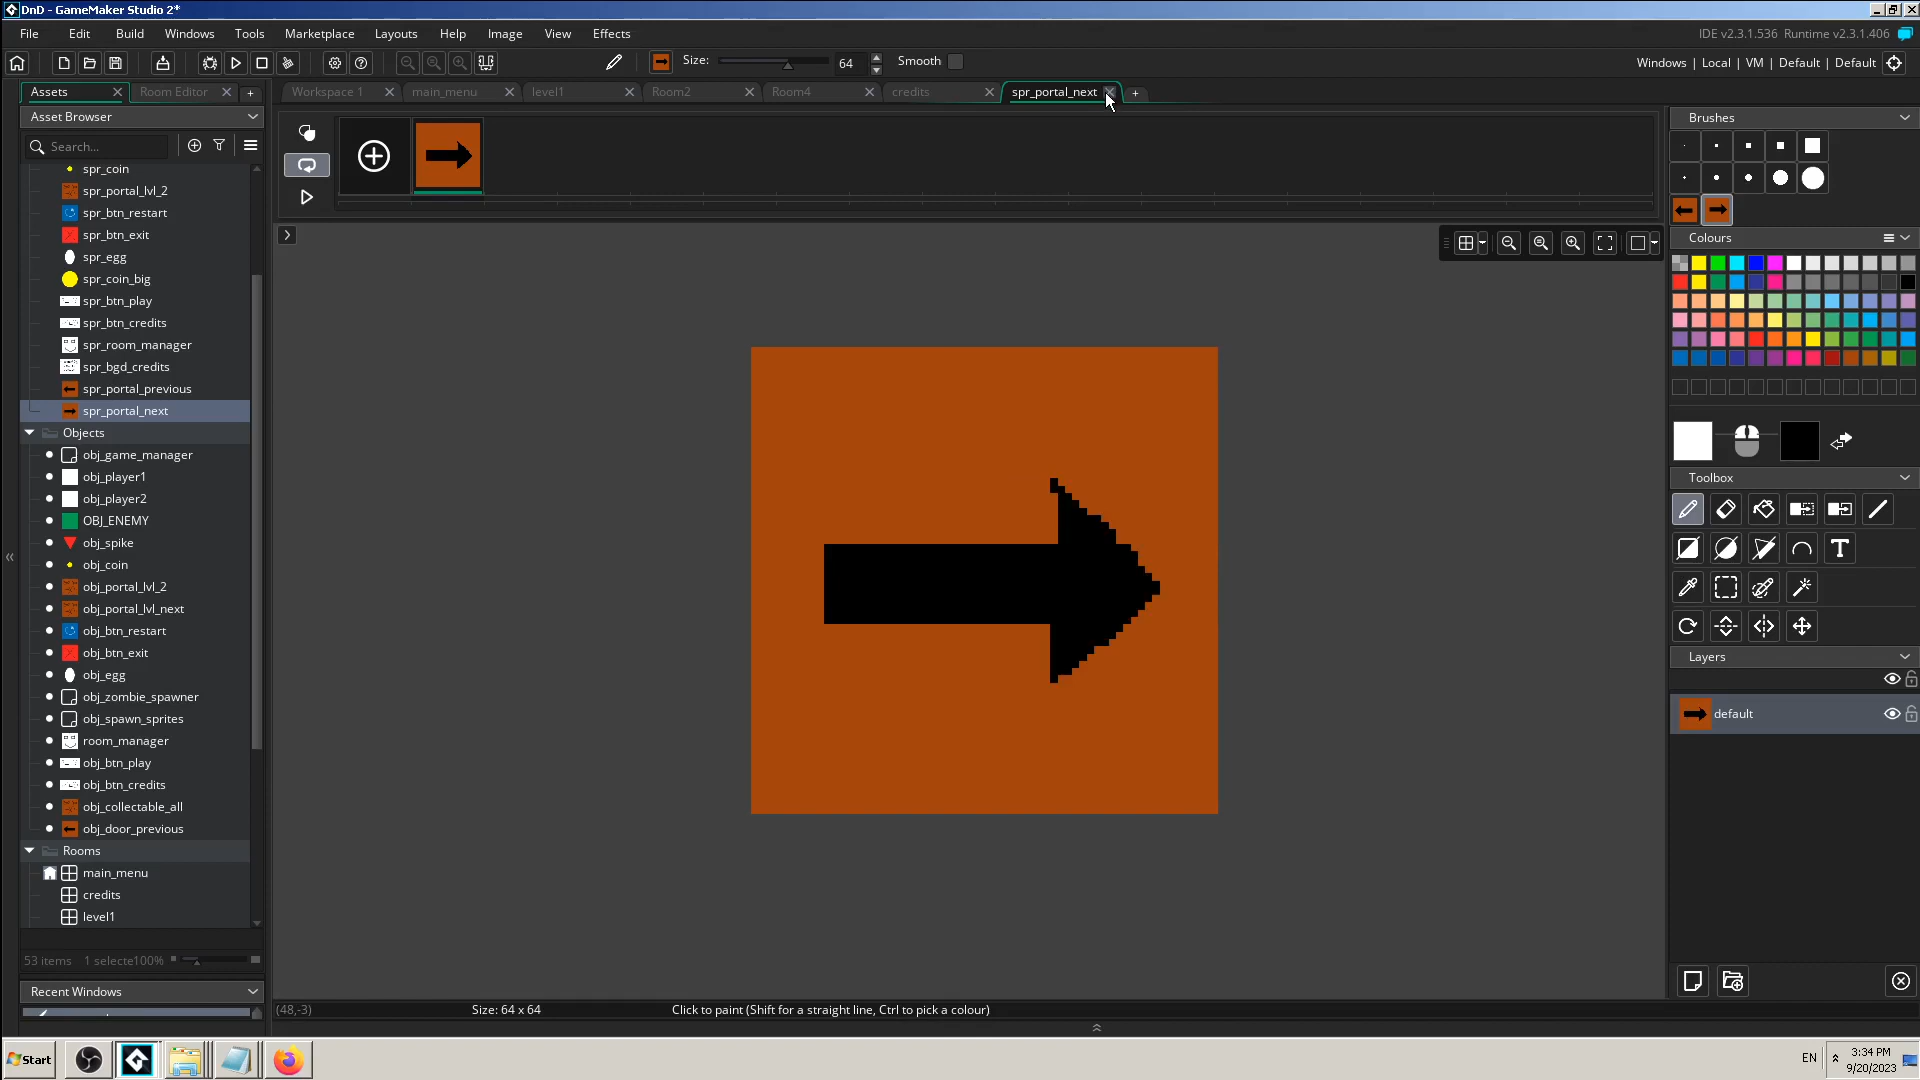 DnD - GameMaker Studio 2*
File Edit Build Windows Tools Marketplace Layouts Help Image View Effects
IDE v2.3.1.536 Runtime v2.3.1.406
Size: 64 Smooth
Windows | Local | VM | Default | Default
Assets Room Editor
Workspace 1 main_menu level1 Room2 Room4 credits spr_portal_next
Asset Browser
Search...
spr_coin
spr_portal_lvl_2
spr_btn_restart
spr_btn_exit
spr_egg
spr_coin_big
spr_btn_play
spr_btn_credits
spr_room_manager
spr_bgd_credits
spr_portal_previous
spr_portal_next
Objects
obj_game_manager
obj_player1
obj_player2
OBJ_ENEMY
obj_spike
obj_coin
obj_portal_lvl_2
obj_portal_lvl_next
obj_btn_restart
obj_btn_exit
obj_egg
obj_zombie_spawner
obj_spawn_sprites
room_manager
obj_btn_play
obj_btn_credits
obj_collectable_all
obj_door_previous
Rooms
main_menu
credits
level1
53 items 1 selecte100%
Recent Windows
Brushes
Colours
Toolbox
Layers
default
(48,-3) Size: 64 x 64 Click to paint (Shift for a straight line, Ctrl to pick a colour)
Start
EN
3:34 PM
9/20/2023